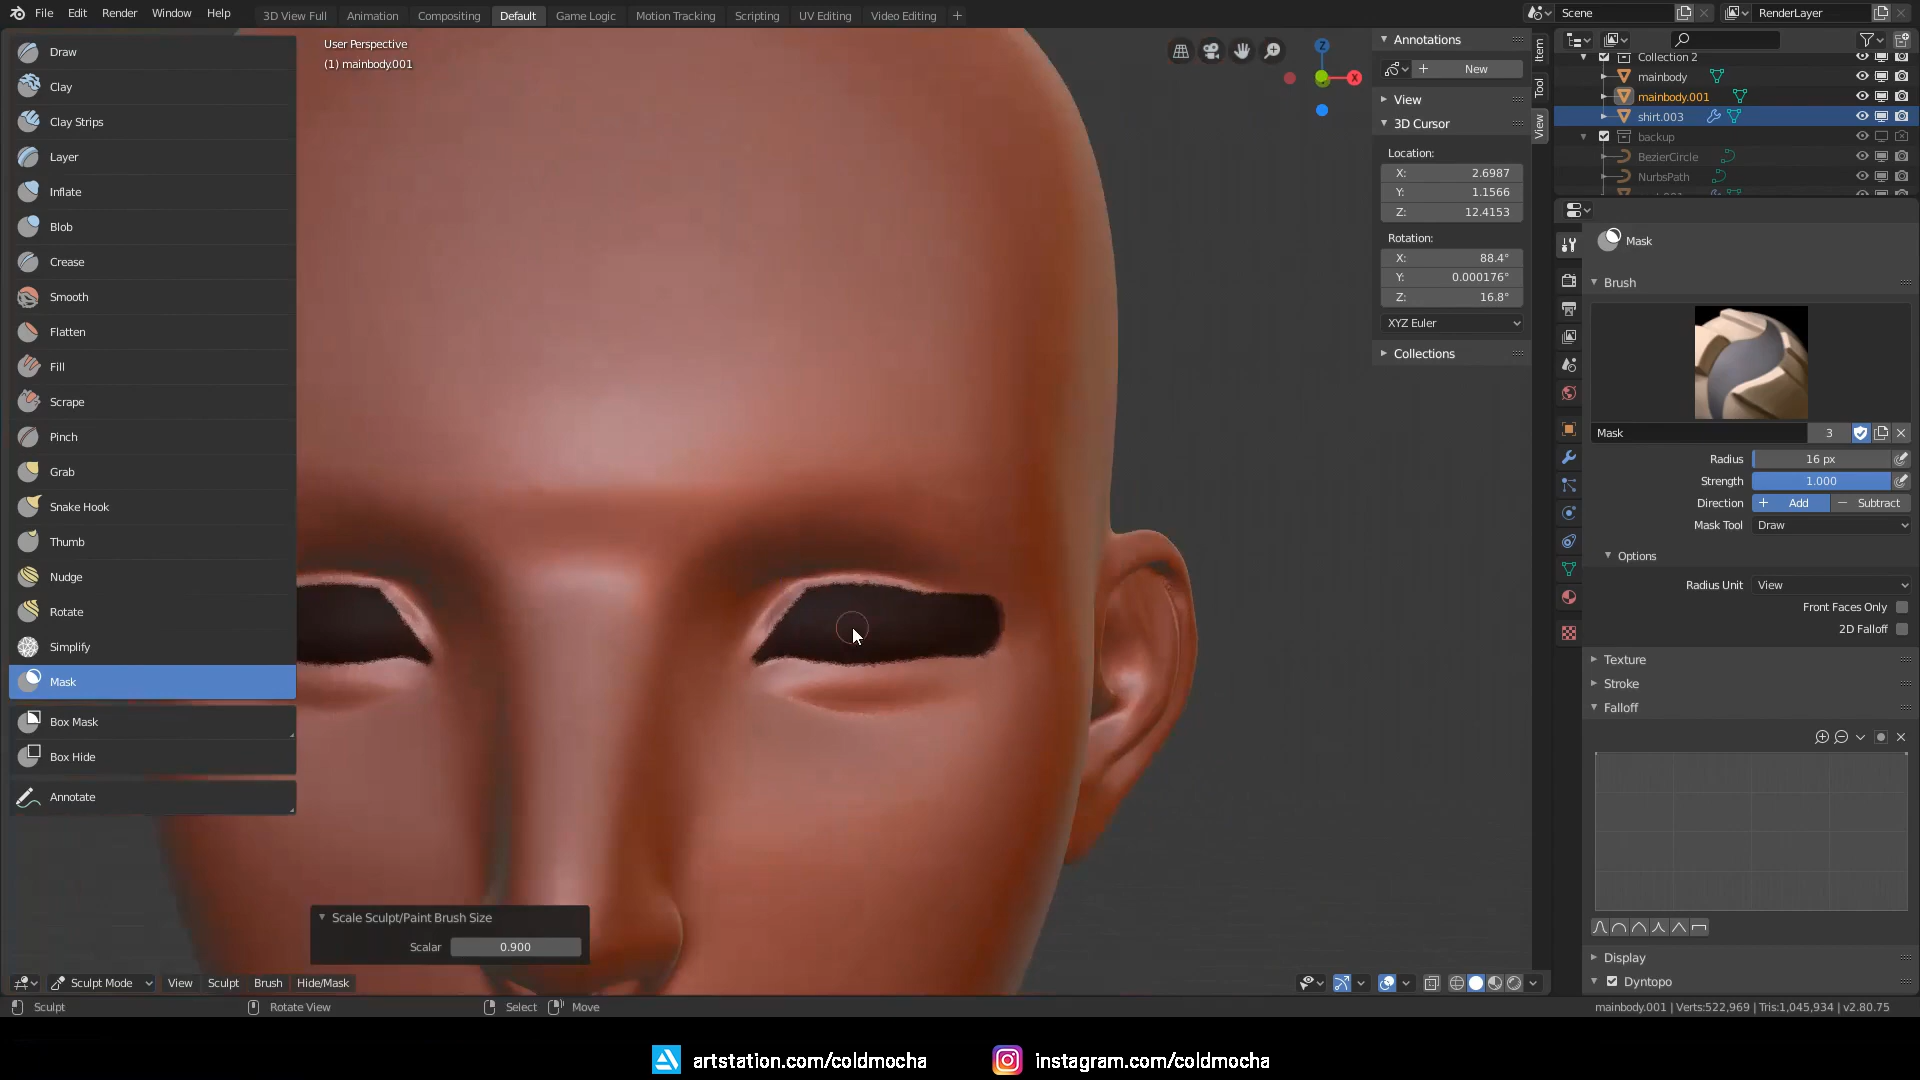 File Edit Render Window Help 3D View Full Animation Compositing Default Game Logic Motion Tracking Scripting UV Editing Video Editing + Scene RenderLayer
Draw
Clay
Clay Strips
Layer
Inflate
Blob
Crease
Smooth
Flatten
Fill
Scrape
Pinch
Grab
Snake Hook
Thumb
Nudge
Rotate
Simplify
Mask
Box Mask
Box Hide
Annotate
User Perspective
(1) mainbody.001
Z
X
Annotations
+ New
View
3D Cursor
Location:
X: 2.6987
Y: 1.1566
Z: 12.4153
Rotation:
X: 88.4°
Y: 0.000176°
Z: 16.8°
XYZ Euler
Collections
Item
Tool
View
Collection 2
mainbody
mainbody.001
shirt.003
backup
BezierCircle
NurbsPath
Mask
Brush
Mask 3
Radius 16 px
Strength 1.000
Direction + Add − Subtract
Mask Tool Draw
Options
Radius Unit View
Front Faces Only
2D Falloff
Texture
Stroke
Falloff
Display
Dyntopo
Scale Sculpt/Paint Brush Size
Scalar 0.900
Sculpt Mode View Sculpt Brush Hide/Mask
Sculpt Rotate View Select Move mainbody.001 | Verts:522,969 | Tris:1,045,934 | v2.80.75
artstation.com/coldmocha instagram.com/coldmocha